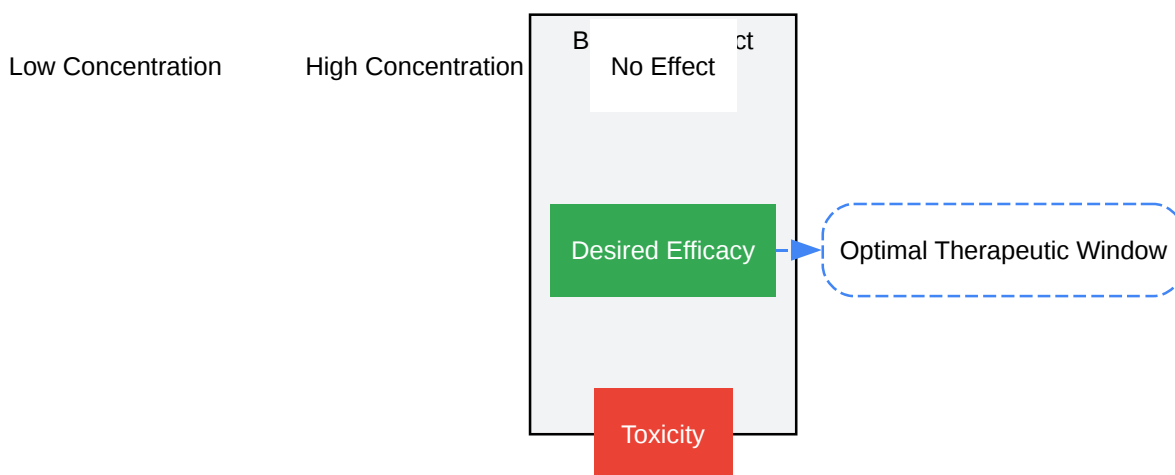 Low Concentration
High Concentration
No Effect
Desired Efficacy
Optimal Therapeutic Window
Toxicity